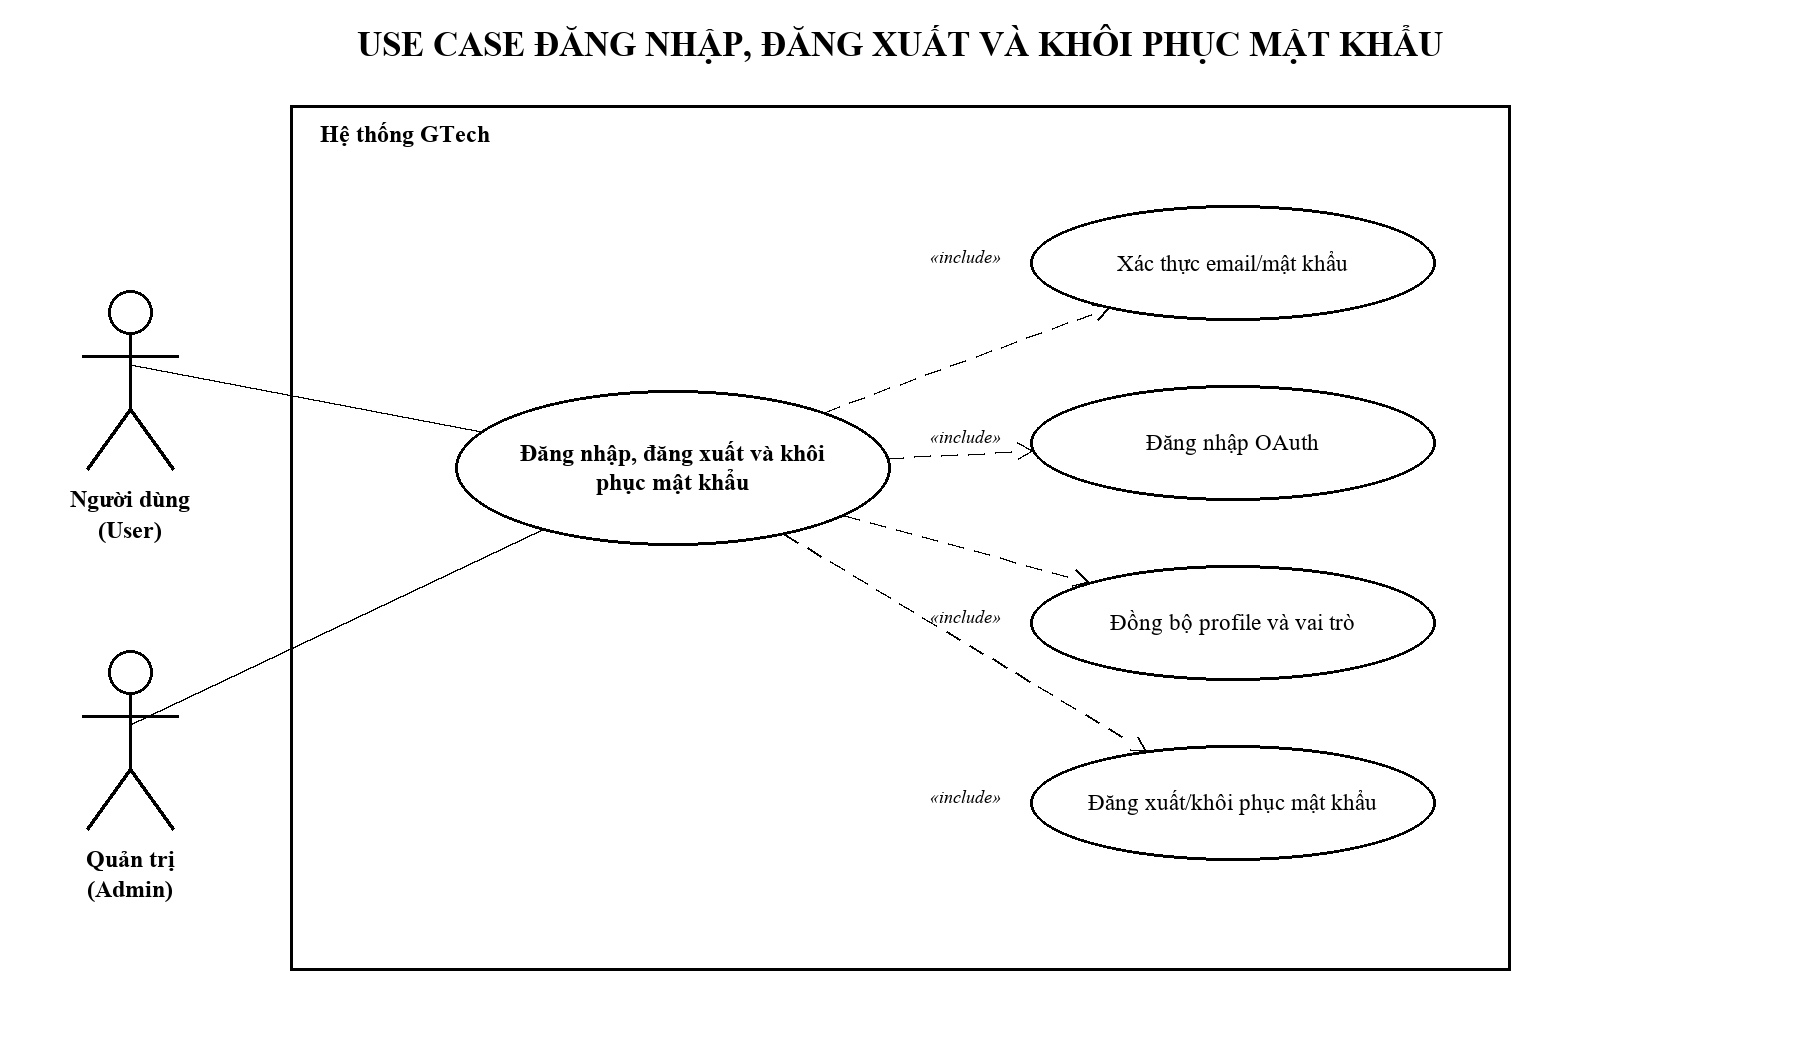 USE CASE ĐĂNG NHẬP, ĐĂNG XUẤT VÀ KHÔI PHỤC MẬT KHẨU
Hệ thống GTech
«include»
Xác thực email/mật khẩu
«include»
Đăng nhập OAuth
Đăng nhập, đăng xuất và khôi
phục mật khẩu
Người dùng
(User)
«include»
Đồng bộ profile và vai trò
«include»
Đăng xuất/khôi phục mật khẩu
Quản trị
(Admin)